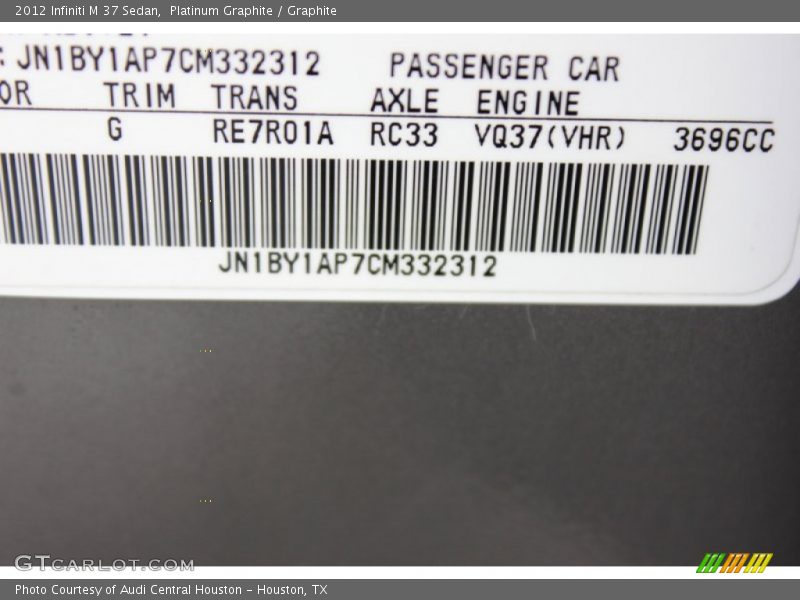 2012 Infiniti M 37 Sedan, Platinum Graphite / Graphite
: JN1BY1AP7CM332312 PASSENGER CAR
OR TRIM TRANS AXLE ENGINE
G RE7R01A RC33 VQ37(VHR) 3696CC
JN1BY1AP7CM332312
GTCARLOT.COM
Photo Courtesy of Audi Central Houston - Houston, TX